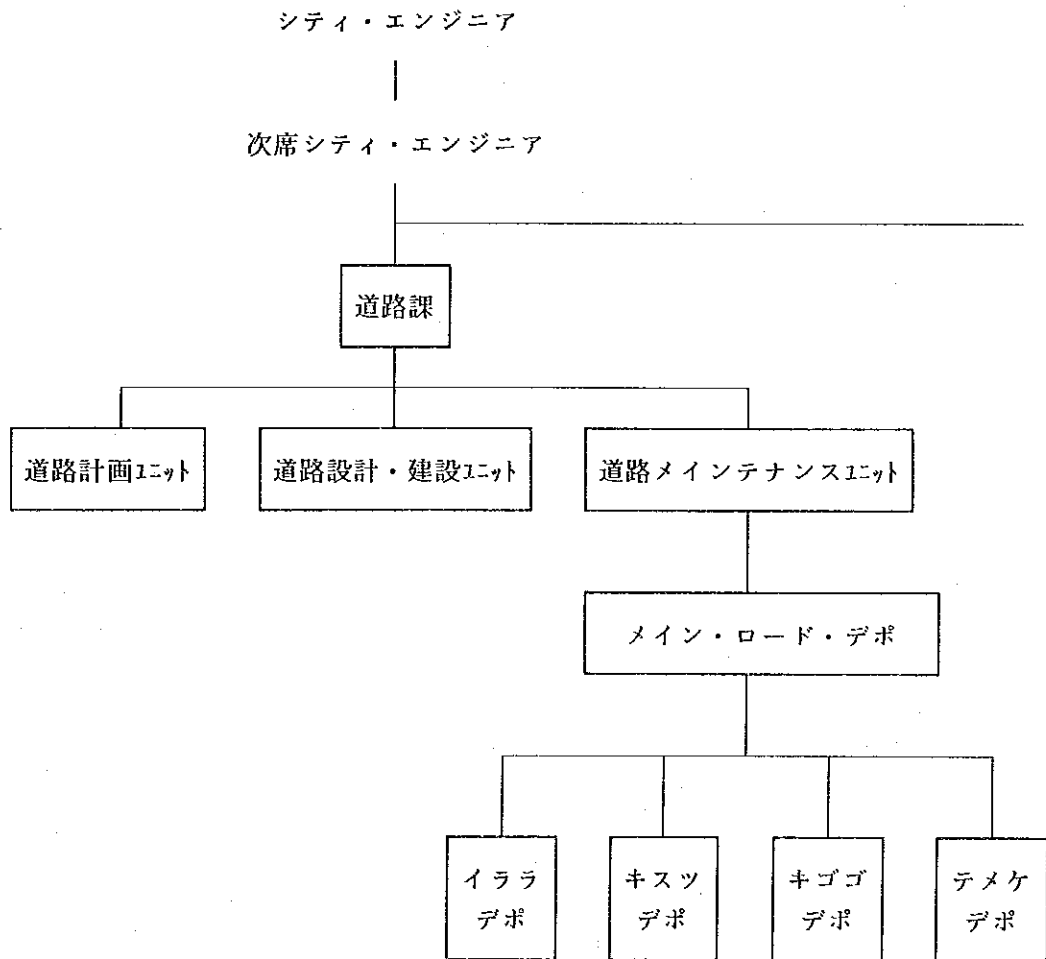 シティ・エンジニア
次席シティ・エンジニア
道路課
道路計画ユニット
道路設計・建設ユニット
道路メインテナンスユニット
メイン・ロード・デポ
イララ
デポ
キスツ
デポ
キゴゴ
デポ
テメケ
デポ